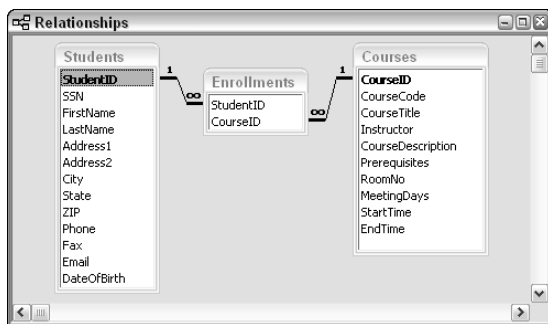 Relationships
Students
StudentID
SSN
FirstName
LastName
Address1
Address2
City
State
ZIP
Phone
Fax
Email
DateOfBirth
1
∞
Enrollments
StudentID
CourseID
∞
1
Courses
CourseID
CourseCode
CourseTitle
Instructor
CourseDescription
Prerequisites
RoomNo
MeetingDays
StartTime
EndTime